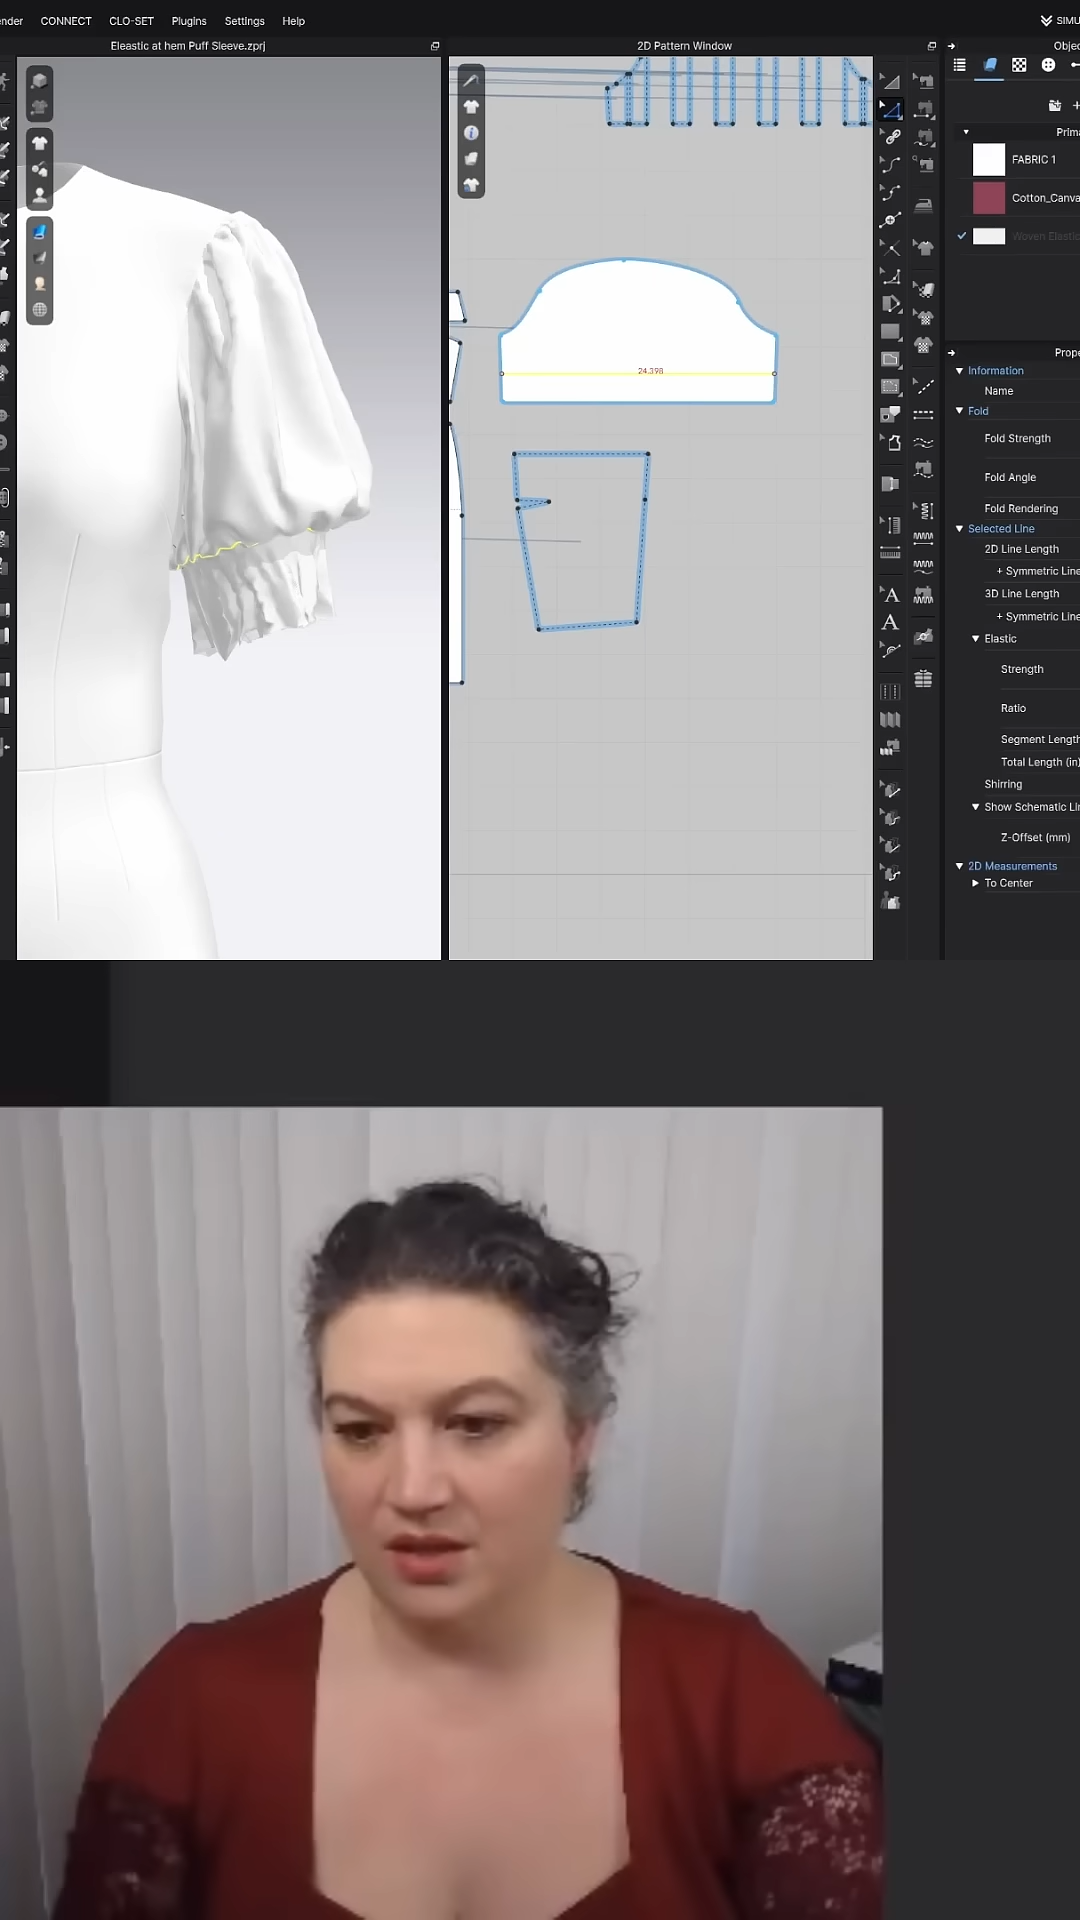 ender CONNECT CLO-SET Plugins Settings Help SIMU
Eleastic at hem Puff Sleeve.zprj
2D Pattern Window
Objec
Prima
FABRIC 1
Cotton_Canva
Woven Elastic
24.398
Prope
Information
Name
Fold
Fold Strength
Fold Angle
Fold Rendering
Selected Line
2D Line Length
+ Symmetric Line
3D Line Length
+ Symmetric Line
Elastic
Strength
Ratio
Segment Length
Total Length (in)
Shirring
Show Schematic Lin
Z-Offset (mm)
2D Measurements
To Center
A
A